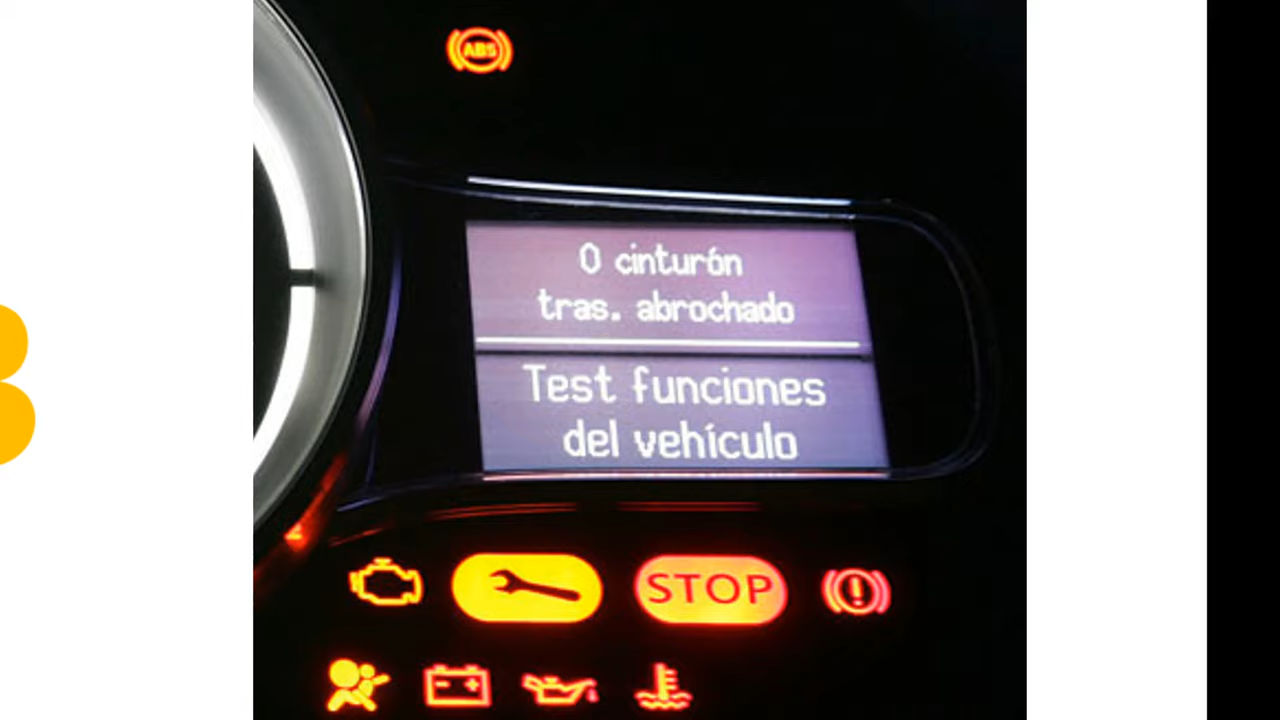 ABS
0 cinturón
tras. abrochado
Test funciones
del vehículo
STOP